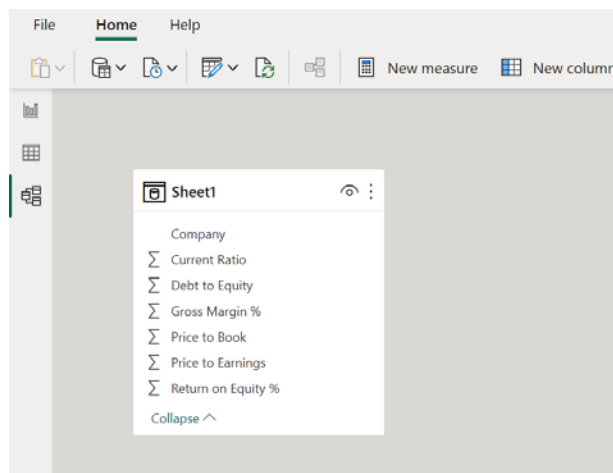 File Home Help
New measure New column
Sheet1
Company
Current Ratio
Debt to Equity
Gross Margin %
Price to Book
Price to Earnings
Return on Equity %
Collapse